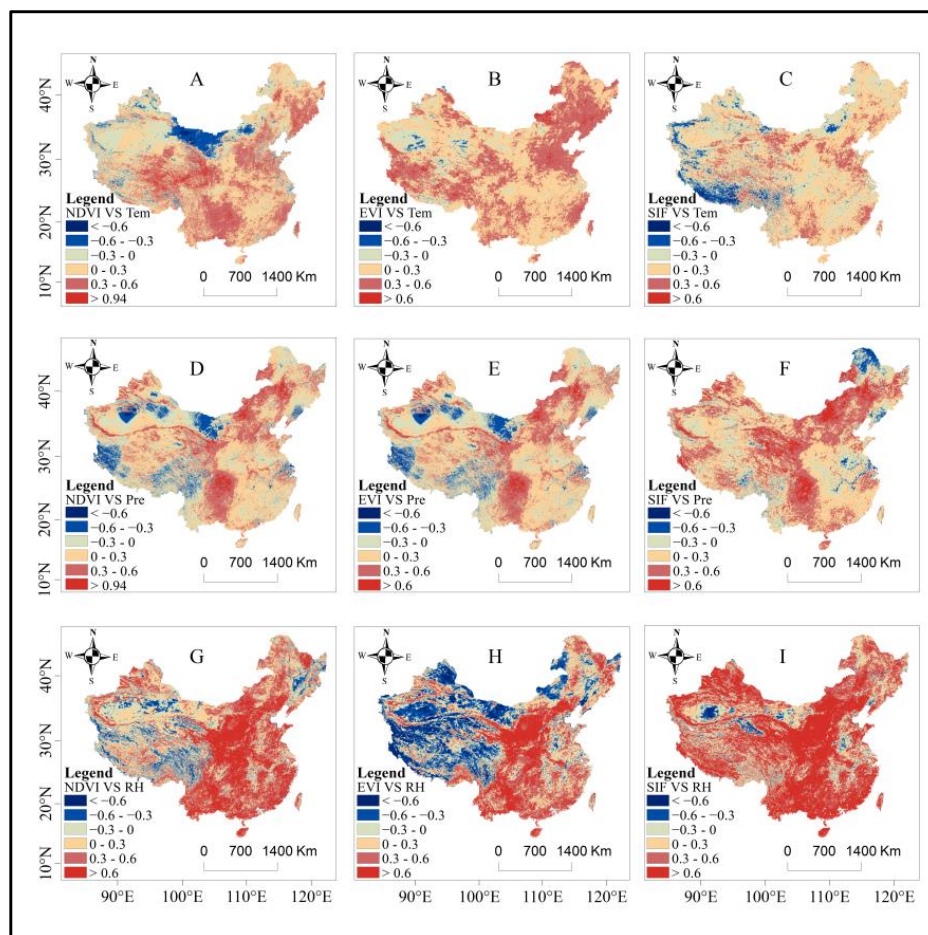 N
W E
S
A
40°N
30°N
20°N
10°N
Legend
NDVI VS Tem
< −0.6
−0.6 - −0.3
−0.3 - 0
0 - 0.3
0.3 - 0.6
> 0.94
0 700 1400 Km
N
W E
S
B
Legend
EVI VS Tem
< −0.6
−0.6 - −0.3
−0.3 - 0
0 - 0.3
0.3 - 0.6
> 0.6
0 700 1400 Km
N
W E
S
C
Legend
SIF VS Tem
< −0.6
−0.6 - −0.3
−0.3 - 0
0 - 0.3
0.3 - 0.6
> 0.6
0 700 1400 Km
N
W E
S
D
40°N
30°N
20°N
10°N
Legend
NDVI VS Pre
< −0.6
−0.6 - −0.3
−0.3 - 0
0 - 0.3
0.3 - 0.6
> 0.94
0 700 1400 Km
N
W E
S
E
Legend
EVI VS Pre
< −0.6
−0.6 - −0.3
−0.3 - 0
0 - 0.3
0.3 - 0.6
> 0.6
0 700 1400 Km
N
W E
S
F
Legend
SIF VS Pre
< −0.6
−0.6 - −0.3
−0.3 - 0
0 - 0.3
0.3 - 0.6
> 0.6
0 700 1400 Km
N
W E
S
G
40°N
30°N
20°N
10°N
Legend
NDVI VS RH
< −0.6
−0.6 - −0.3
−0.3 - 0
0 - 0.3
0.3 - 0.6
> 0.6
0 700 1400 Km
90°E 100°E 110°E 120°E
N
W E
S
H
Legend
EVI VS RH
< −0.6
−0.6 - −0.3
−0.3 - 0
0 - 0.3
0.3 - 0.6
> 0.6
0 700 1400 Km
90°E 100°E 110°E 120°E
N
W E
S
I
Legend
SIF VS RH
< −0.6
−0.6 - −0.3
−0.3 - 0
0 - 0.3
0.3 - 0.6
> 0.6
0 700 1400 Km
90°E 100°E 110°E 120°E